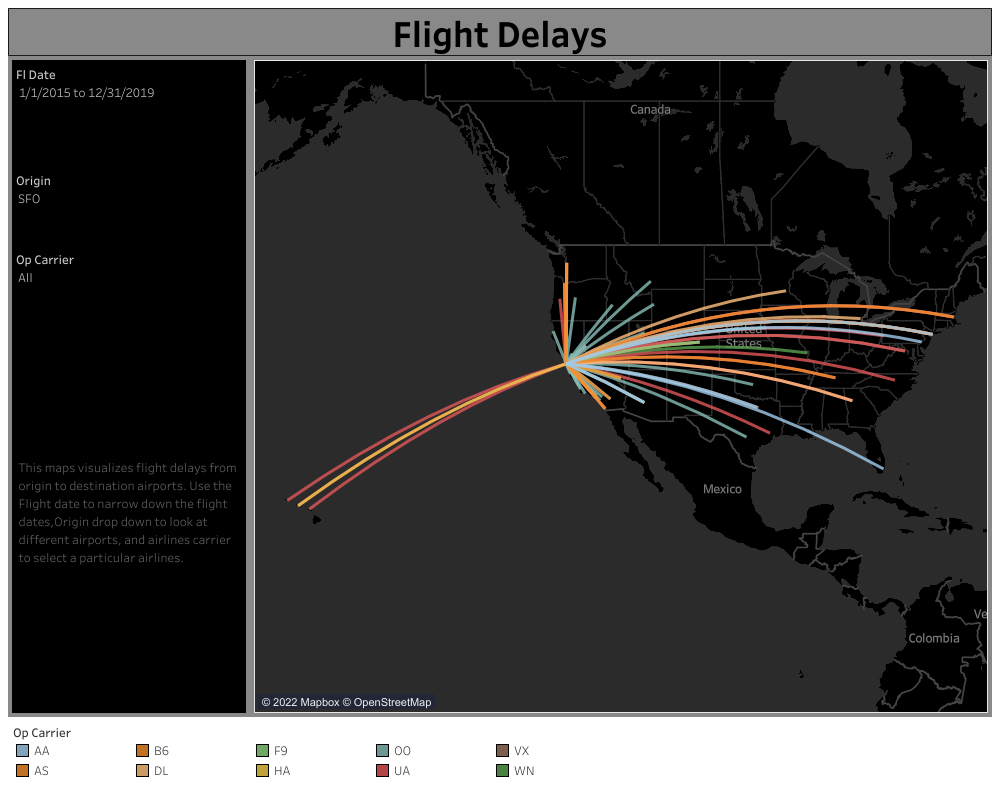 Flight Delays
Fl Date
1/1/2015 to 12/31/2019
Origin
SFO
Op Carrier
All
This maps visualizes flight delays from
origin to destination airports. Use the
Flight date to narrow down the flight
dates,Origin drop down to look at
different airports, and airlines carrier
to select a particular airlines.
Canada
United
States
Mexico
Ve
Colombia
© 2022 Mapbox © OpenStreetMap
Op Carrier
AA
B6
F9
OO
VX
AS
DL
HA
UA
WN